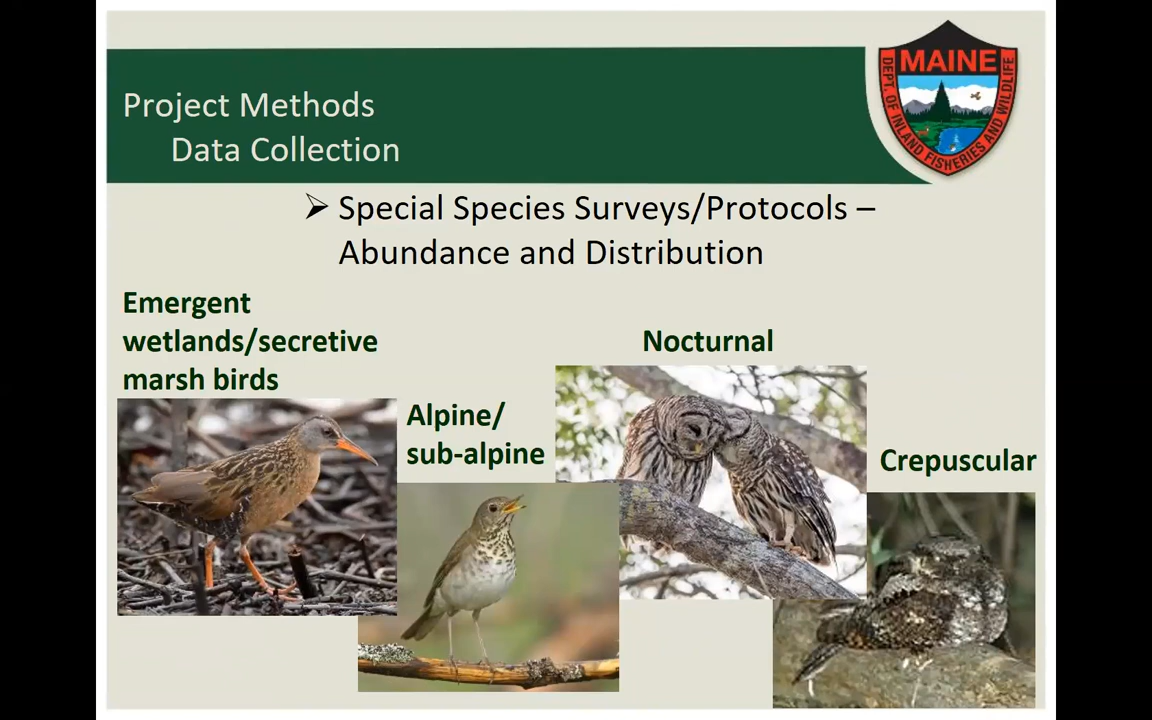 Project Methods
Data Collection
MAINE
DEPT. OF INLAND FISHERIES AND WILDLIFE
➢ Special Species Surveys/Protocols –
Abundance and Distribution
Emergent
wetlands/secretive
marsh birds
Alpine/
sub-alpine
Nocturnal
Crepuscular